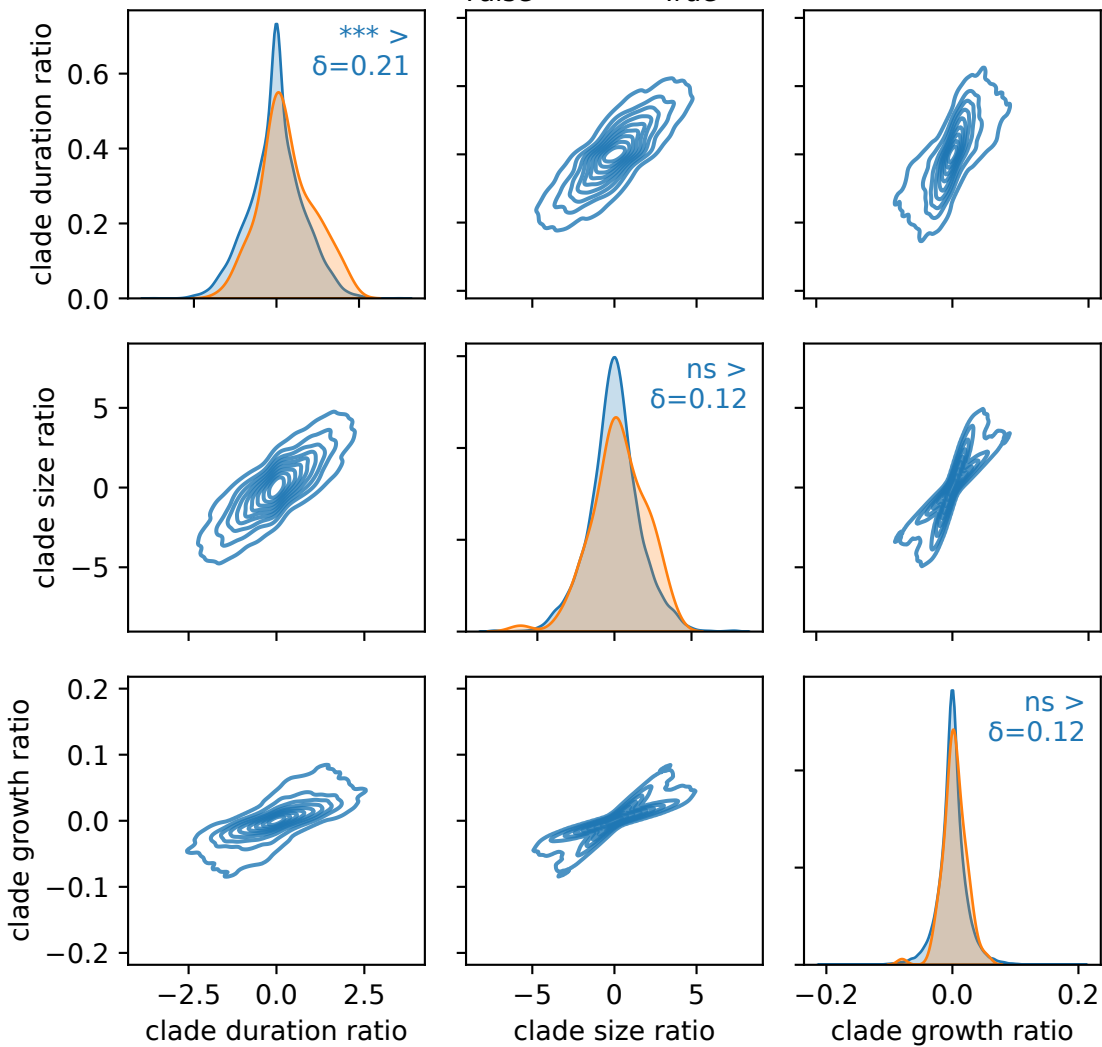 *** >
δ=0.21
clade duration ratio
0.6
0.4
0.2
0.0
ns >
δ=0.12
clade size ratio
5
0
−5
ns >
δ=0.12
clade growth ratio
0.2
0.1
0.0
−0.1
−0.2
−2.5 0.0 2.5 −5 0 5 −0.2 0.0 0.2
clade duration ratio clade size ratio clade growth ratio